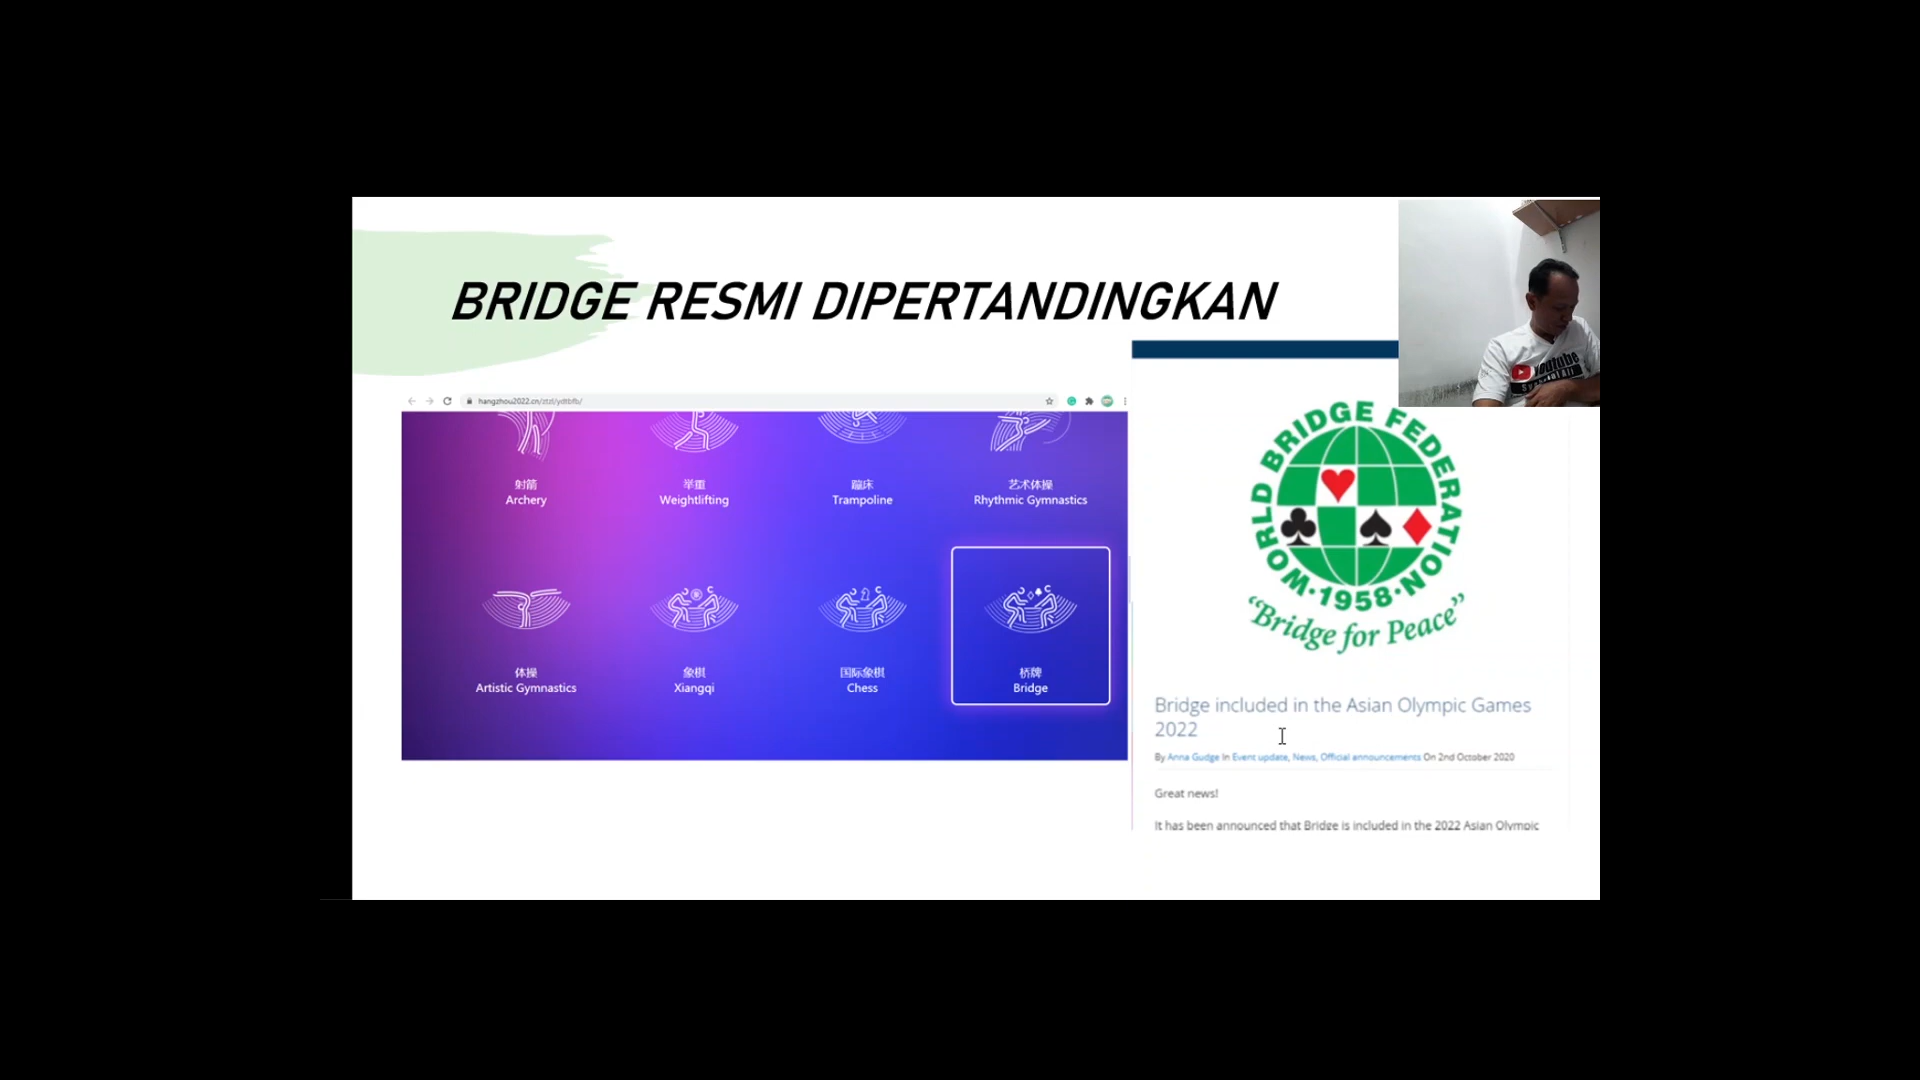 BRIDGE RESMI DIPERTANDINGKAN
hangzhou2022.cn/ztzl/ydtbfb/
射箭
Archery
举重
Weightlifting
蹦床
Trampoline
艺术体操
Rhythmic Gymnastics
体操
Artistic Gymnastics
象棋
Xiangqi
国际象棋
Chess
桥牌
Bridge
Youtube
WORLD BRIDGE FEDERATION
·1958·
“Bridge for Peace”
Bridge included in the Asian Olympic Games
2022
By Anna Gudge In Event update, News, Official announcements On 2nd October 2020
Great news!
It has been announced that Bridge is included in the 2022 Asian Olympic